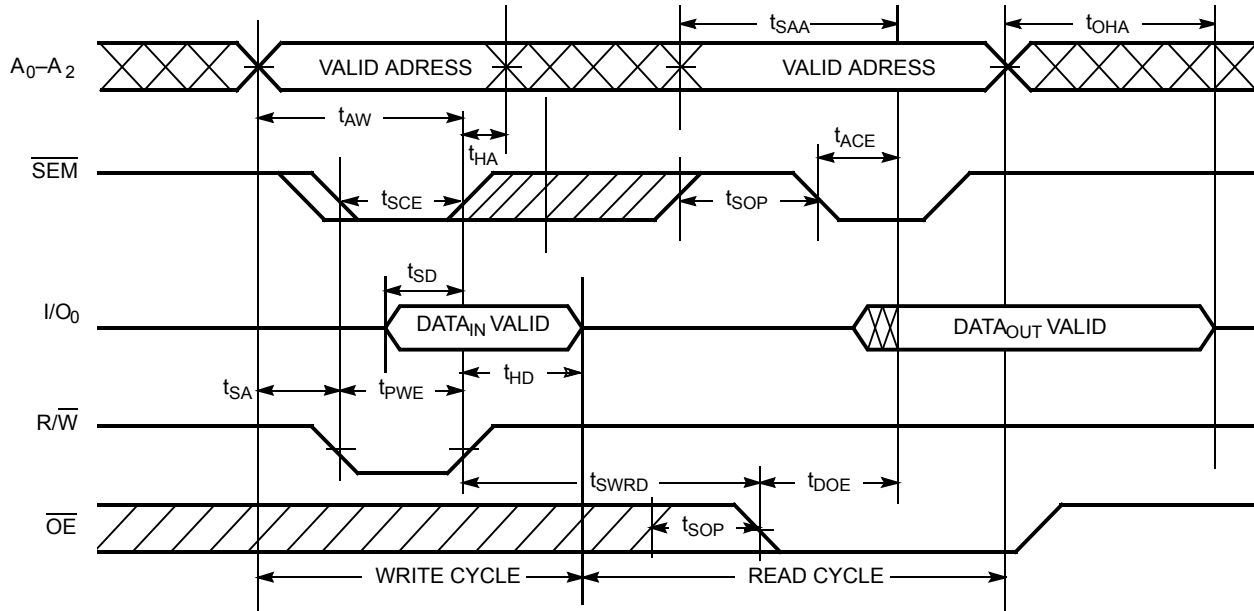 tSAA tOHA
A0–A2 VALID ADRESS VALID ADRESS
tAW tHA tACE
SEM tSCE tSOP
tSD
I/O0 DATAIN VALID DATAOUT VALID
tSA tPWE tHD
R/W
tSWRD tDOE
OE tSOP
WRITE CYCLE READ CYCLE